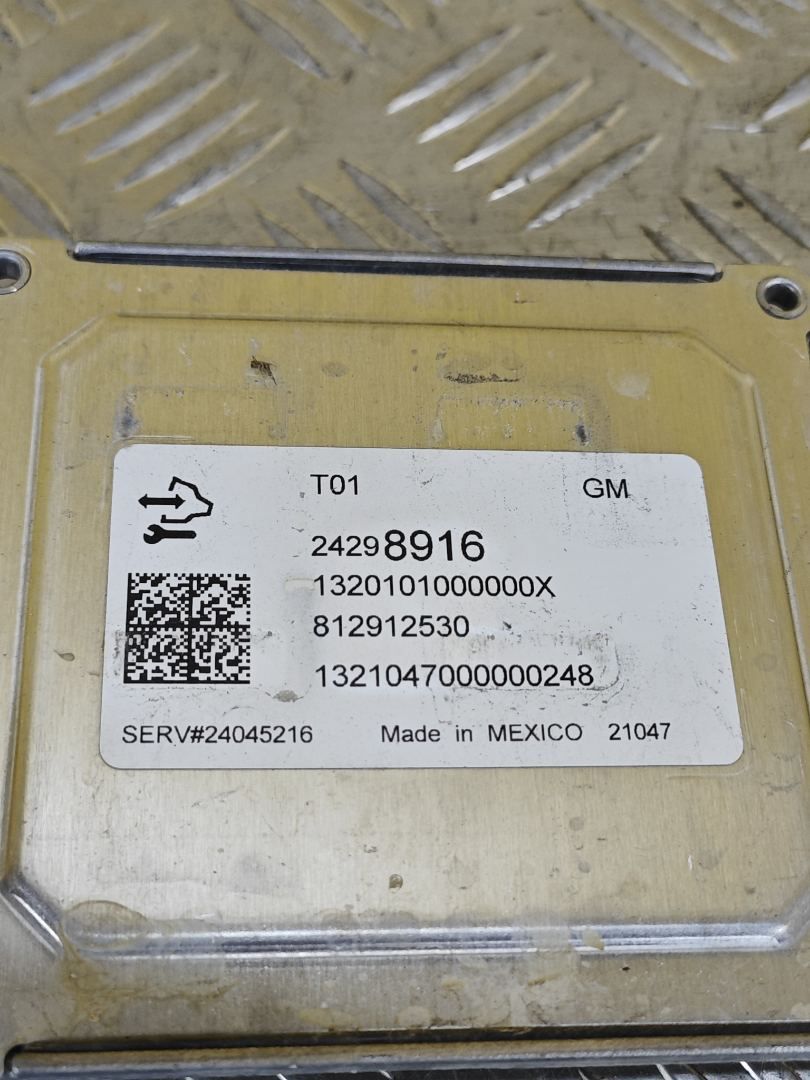 T01 GM
24298916
1320101000000X
812912530
1321047000000248
SERV#24045216 Made in MEXICO 21047